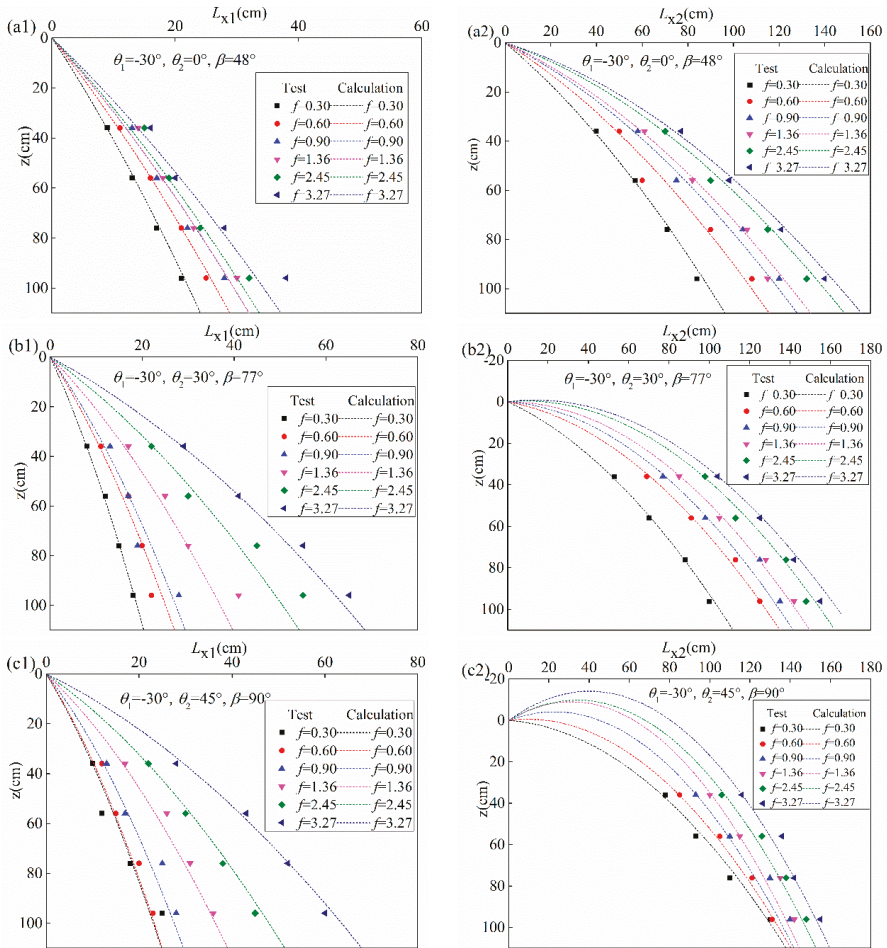 (a1)
L_x1(cm)
0 20 40 60
0
20
40
60
80
100
z(cm)
θ1=-30°, θ2=0°, β=48°
Test Calculation
f 0.30 f 0.30
f=0.60 f=0.60
f=0.90 f=0.90
f=1.36 f=1.36
f=2.45 f=2.45
f 3.27 f 3.27
(a2)
L_x2(cm)
0 20 40 60 80 100 120 140 160
0
20
40
60
80
100
z(cm)
θ1=-30°, θ2=0°, β=48°
Test Calculation
f 0.30 f 0.30
f=0.60 f=0.60
f 0.90 f 0.90
f=1.36 f=1.36
f=2.45 f=2.45
f 3.27 f 3.27
(b1)
L_x1(cm)
0 20 40 60 80
0
20
40
60
80
100
z(cm)
θ1=-30°, θ2=30°, β=77°
Test Calculation
f=0.30 f=0.30
f=0.60 f=0.60
f=0.90 f=0.90
f=1.36 f=1.36
f=2.45 f=2.45
f=3.27 f=3.27
(b2)
L_x2(cm)
0 20 40 60 80 100 120 140 160 180
-20
0
20
40
60
80
100
z(cm)
θ1=-30°, θ2=30°, β=77°
Test Calculation
f 0.30 f 0.30
f=0.60 f=0.60
f=0.90 f=0.90
f=1.36 f=1.36
f=2.45 f=2.45
f=3.27 f=3.27
(c1)
L_x1(cm)
0 20 40 60 80
0
20
40
60
80
100
z(cm)
θ1=-30°, θ2=45°, β=90°
Test Calculation
f=0.30 f=0.30
f=0.60 f=0.60
f=0.90 f=0.90
f=1.36 f=1.36
f=2.45 f=2.45
f=3.27 f=3.27
(c2)
L_x2(cm)
0 20 40 60 80 100 120 140 160 180
-20
0
20
40
60
80
100
z(cm)
θ1=-30°, θ2=45°, β=90°
Test Calculation
f=0.30 f=0.30
f=0.60 f=0.60
f=0.90 f=0.90
f=1.36 f=1.36
f=2.45 f=2.45
f=3.27 f=3.27